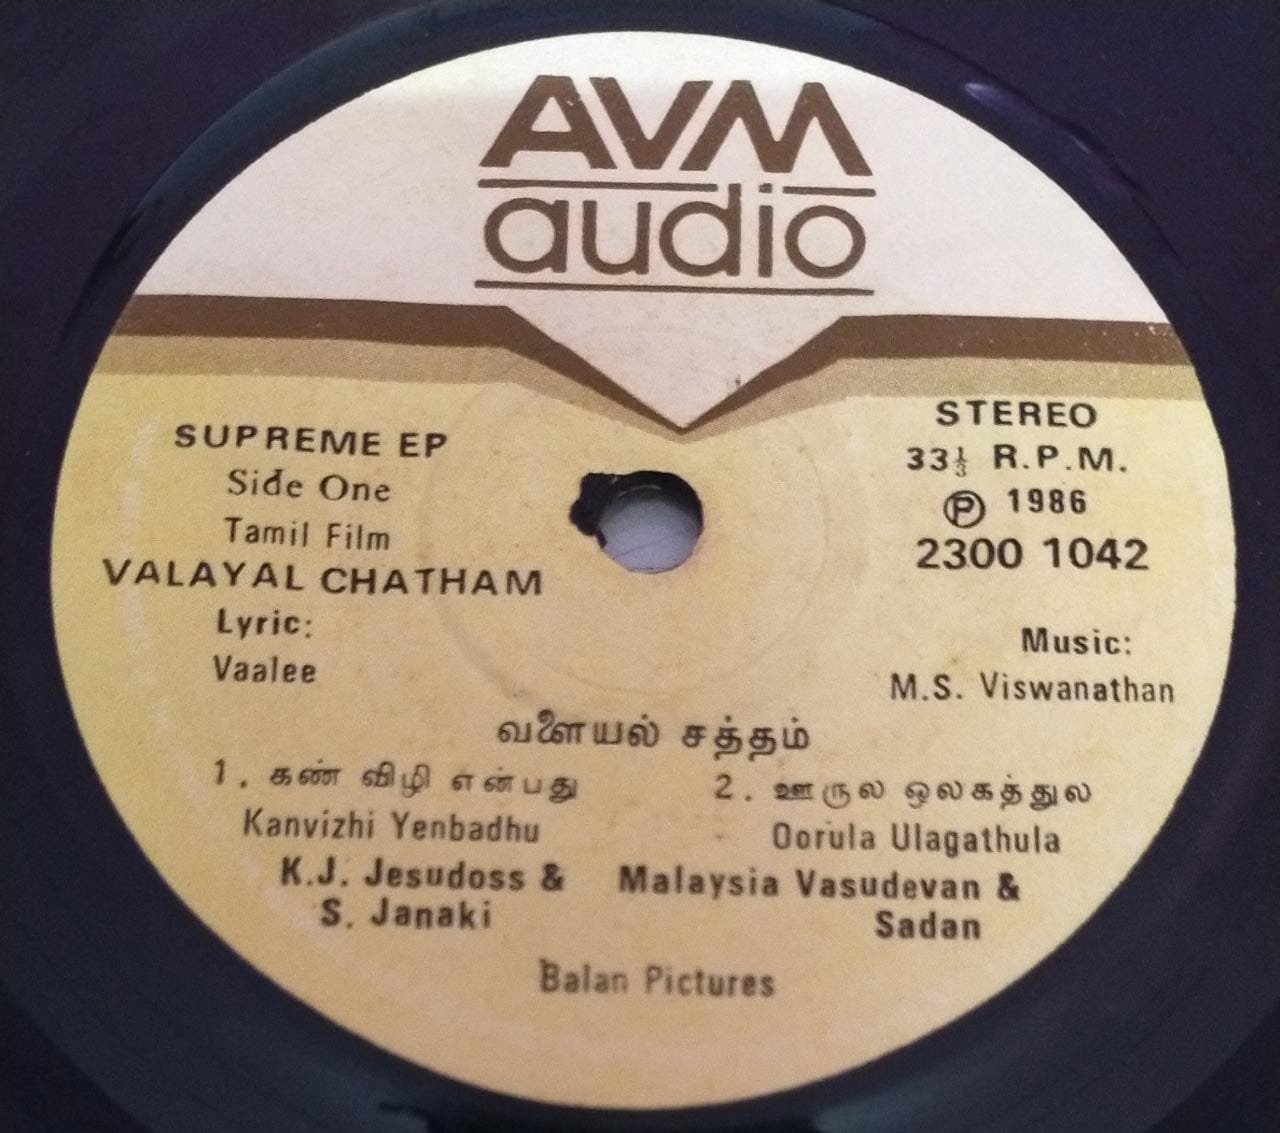 AVM
audio
SUPREME EP
Side One
Tamil Film
VALAYAL CHATHAM
Lyric:
Vaalee
STEREO
33⅓ R.P.M.
Ⓟ 1986
2300 1042
Music:
M.S. Viswanathan
வளையல் சத்தம்
1. கண் விழி என்பது
Kanvizhi Yenbadhu
K.J. Jesudoss &
S. Janaki
2. ஊருல ஒலகத்துல
Oorula Ulagathula
Malaysia Vasudevan &
Sadan
Balan Pictures